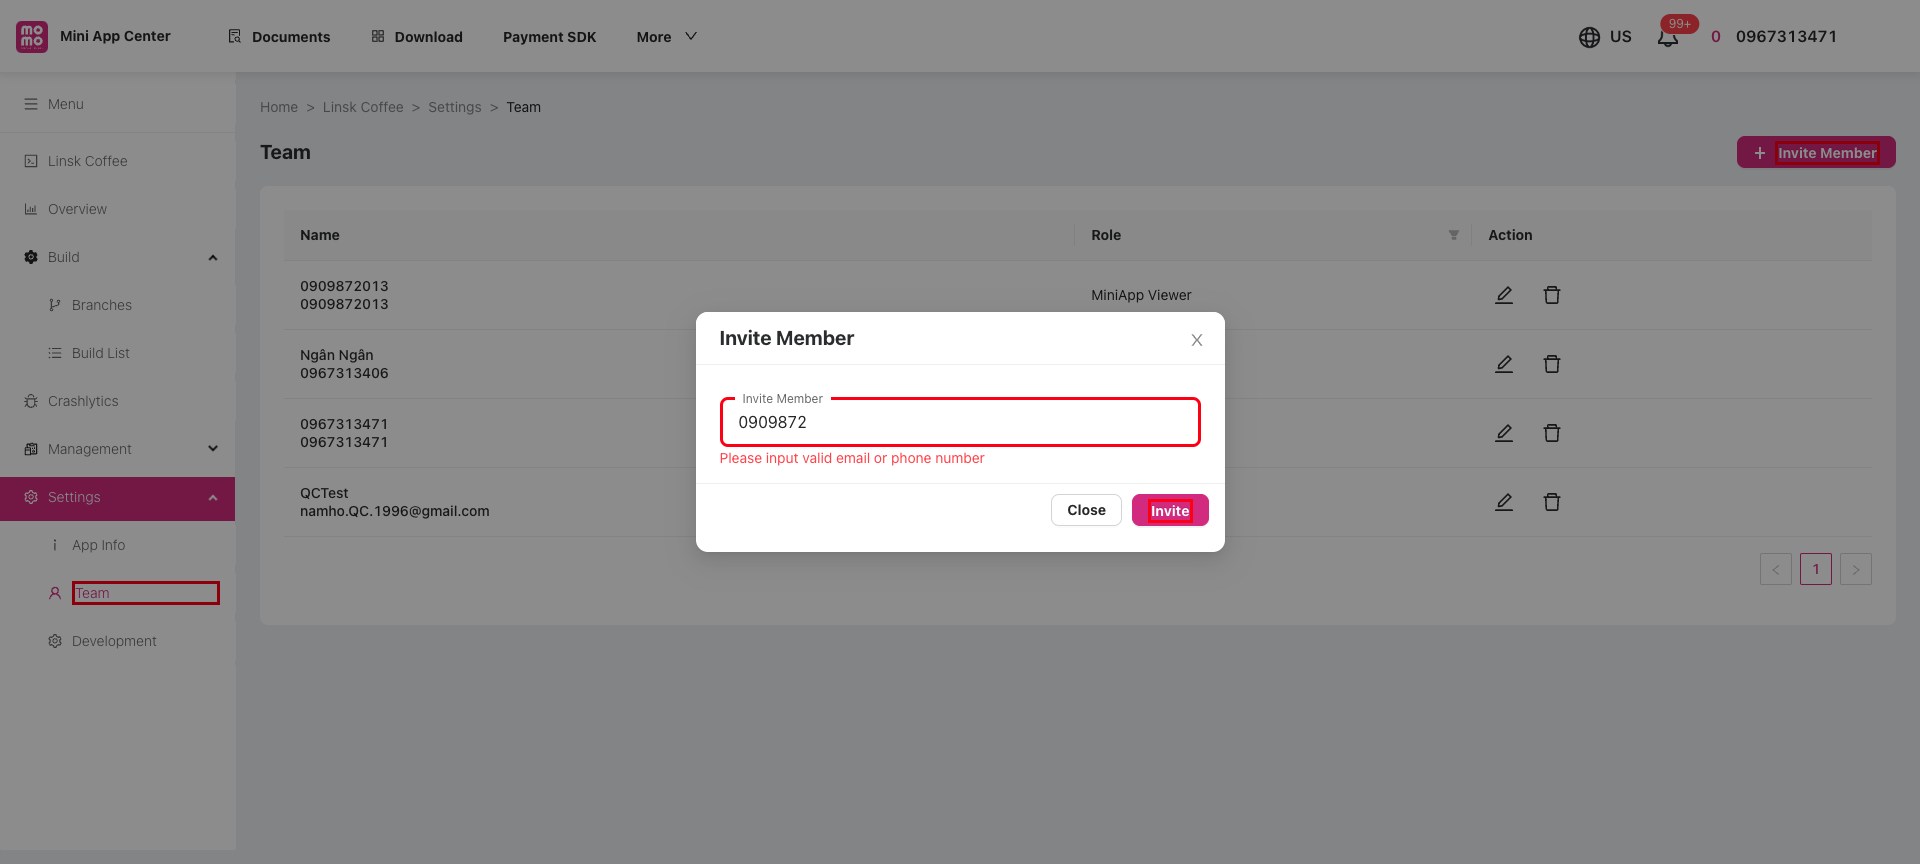 mo
mo
Mini App Center
Documents
Download
Payment SDK
More
US
99+
0
0967313471
Menu
Linsk Coffee
Overview
Build
Branches
Build List
Crashlytics
Management
Settings
App Info
Team
Development
Home > Linsk Coffee > Settings > Team
Team
+ Invite Member
Name
Role
Action
0909872013
0909872013
MiniApp Viewer
Ngân Ngân
0967313406
0967313471
0967313471
QCTest
namho.QC.1996@gmail.com
< 1 >
Invite Member
Invite Member
0909872
Please input valid email or phone number
Close
Invite